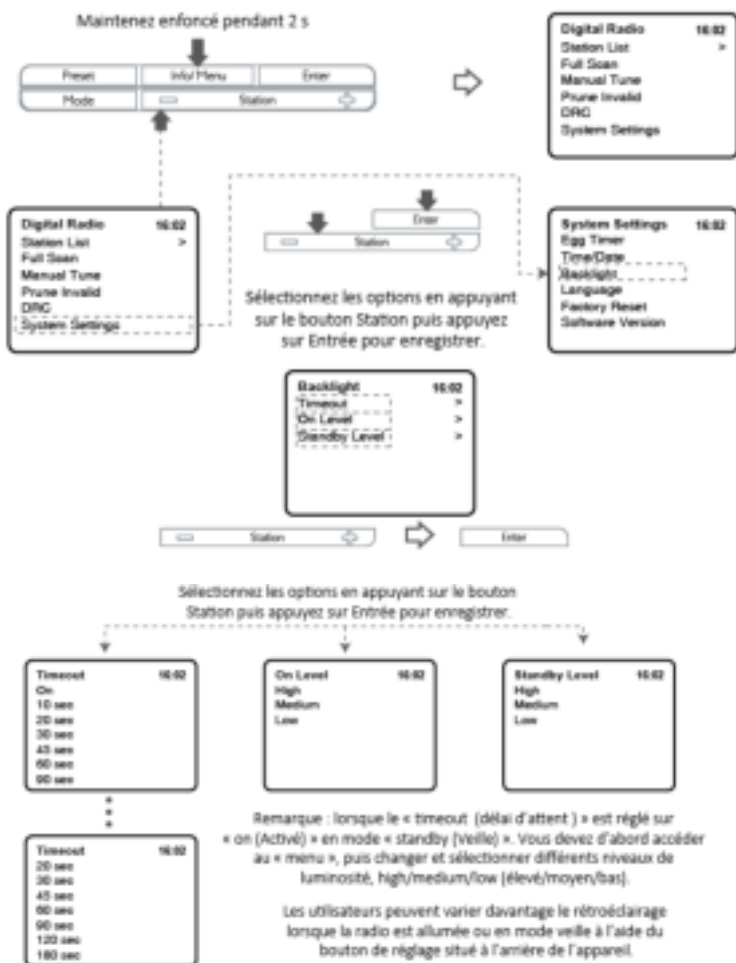 Maintenez enfoncé pendant 2 s
Preset Info/Menu Enter
Mode Station
Digital Radio 16:02
Station List >
Full Scan
Manual Tune
Prune Invalid
DRC
System Settings
Digital Radio 16:02
Station List >
Full Scan
Manual Tune
Prune Invalid
DRC
System Settings
Enter
Station
Sélectionnez les options en appuyant
sur le bouton Station puis appuyez
sur Entrée pour enregistrer.
System Settings 16:02
Egg Timer
Time/Date
Backlight
Language
Factory Reset
Software Version
Backlight 16:02
Timeout >
On Level >
Standby Level >
Station Enter
Sélectionnez les options en appuyant sur le bouton
Station puis appuyez sur Entrée pour enregistrer.
Timeout 16:02
On
10 sec
20 sec
30 sec
45 sec
60 sec
90 sec
On Level 16:02
High
Medium
Low
Standby Level 16:02
High
Medium
Low
Timeout 16:02
20 sec
30 sec
45 sec
60 sec
90 sec
120 sec
180 sec
Remarque : lorsque le « timeout (délai d'attent ) » est réglé sur
« on (Activé) » en mode « standby (Veille) ». Vous devez d'abord accéder
au « menu », puis changer et sélectionner différents niveaux de
luminosité, high/medium/low (élevé/moyen/bas).
Les utilisateurs peuvent varier davantage le rétroéclairage
lorsque la radio est allumée ou en mode veille à l'aide du
bouton de réglage situé à l'arrière de l'appareil.